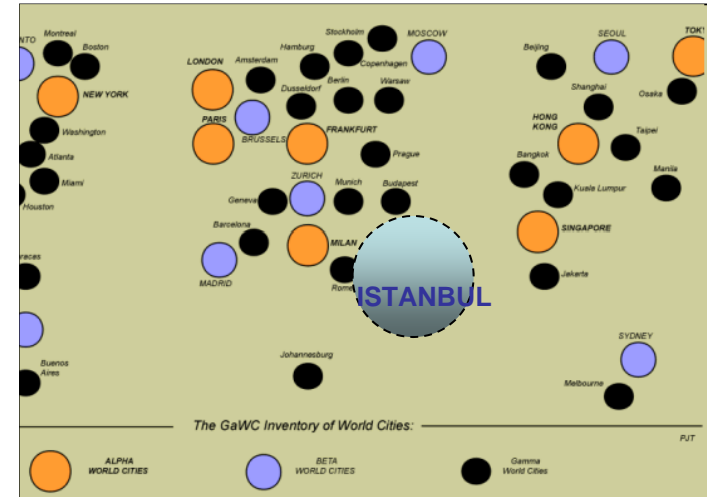 Stockholm
MOSCOW
SEOUL
TOKY
NTO
Montreal
Boston
Hamburg
Copenhagen
Beijing
LONDON
Amsterdam
Berlin
Warsaw
Dusseldorf
Shanghai
Osaka
NEW YORK
PARIS
BRUSSELS
FRANKFURT
HONG
KONG
Washington
Taipei
Atlanta
Prague
Bangkok
Manila
Miami
ZURICH
Munich
Budapest
Kuala Lumpur
Geneva
Houston
Barcelona
MILAN
SINGAPORE
MADRID
Rome
ISTANBUL
Jakarta
racas
SYDNEY
Johannesburg
Buenos
Aires
Melbourne
The GaWC Inventory of World Cities:
PJT
ALPHA
WORLD CITIES
BETA
WORLD CITIES
Gamma
World Cities